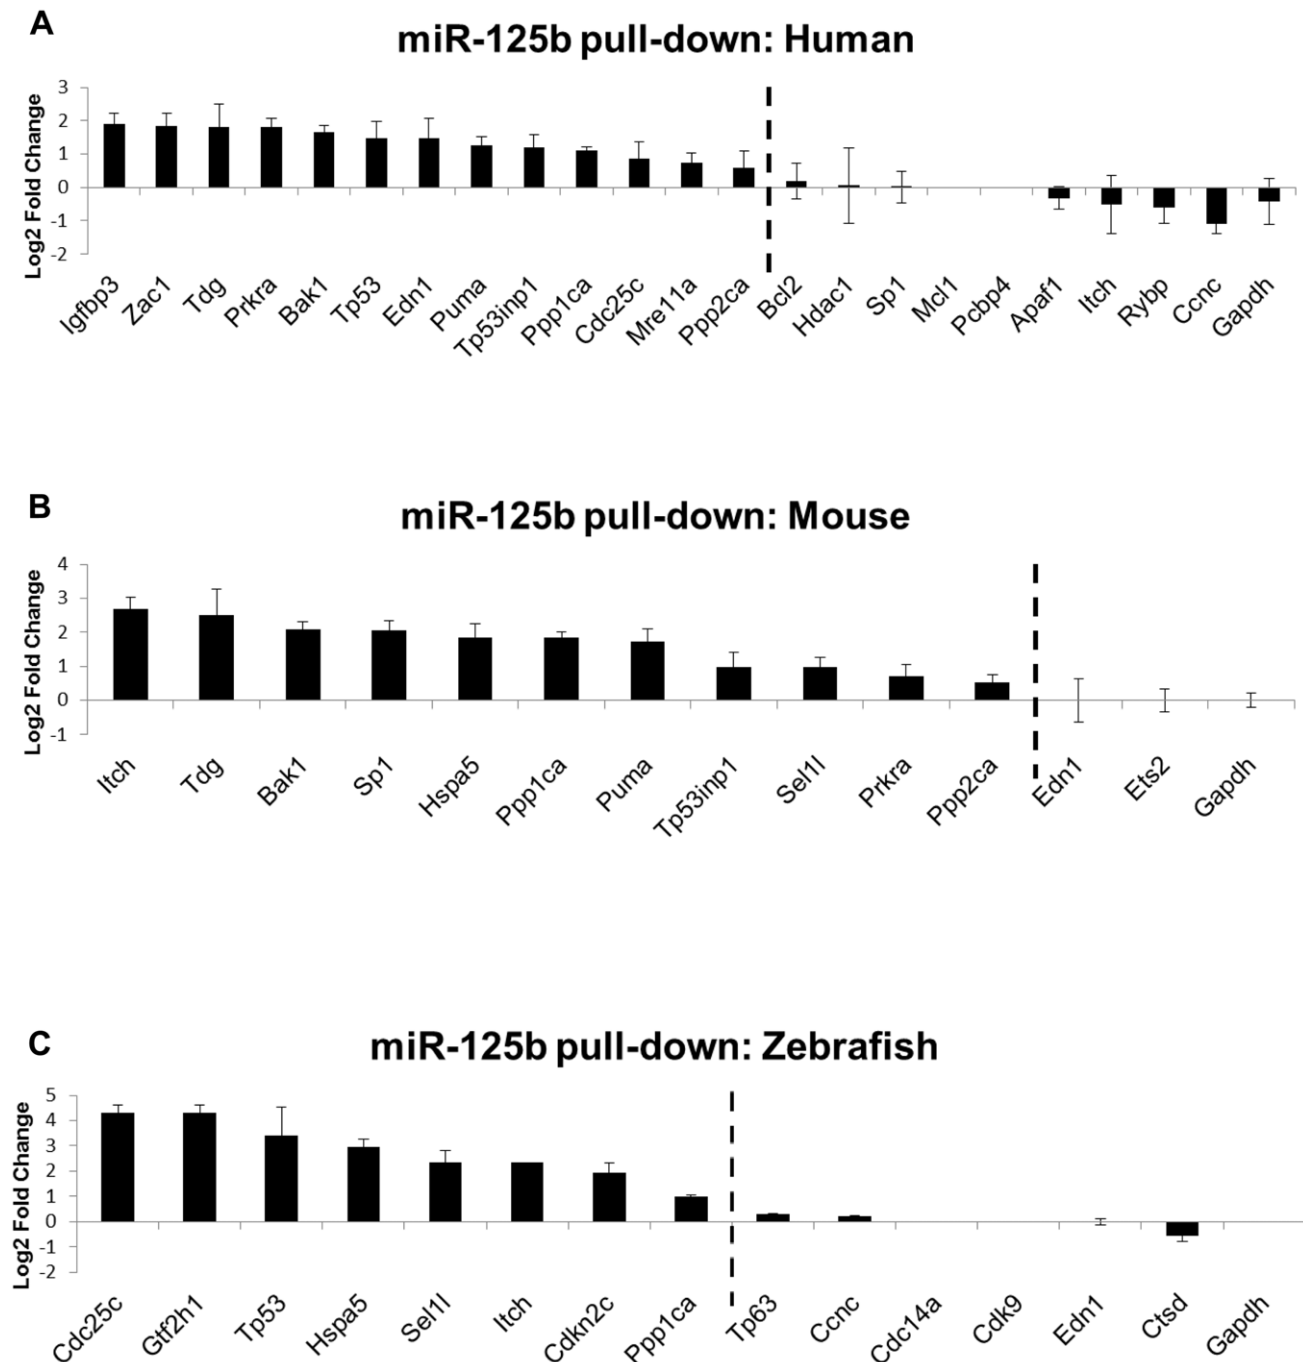 A
miR-125b pull-down: Human
Log2 Fold Change
3
2
1
0
-1
-2
Igfbp3 Zac1 Tdg Prkra Bak1 Tp53 Edn1 Puma Tp53inp1 Ppp1ca Cdc25c Mre11a Ppp2ca Bcl2 Hdac1 Sp1 Mcl1 Pcbp4 Apaf1 Itch Rybp Ccnc Gapdh
B
miR-125b pull-down: Mouse
Log2 Fold Change
4
3
2
1
0
-1
Itch Tdg Bak1 Sp1 Hspa5 Ppp1ca Puma Tp53inp1 Sel1l Prkra Ppp2ca Edn1 Ets2 Gapdh
C
miR-125b pull-down: Zebrafish
Log2 Fold Change
5
4
3
2
1
0
-1
-2
Cdc25c Gtf2h1 Tp53 Hspa5 Sel1l Itch Cdkn2c Ppp1ca Tp63 Ccnc Cdc14a Cdk9 Edn1 Ctsd Gapdh